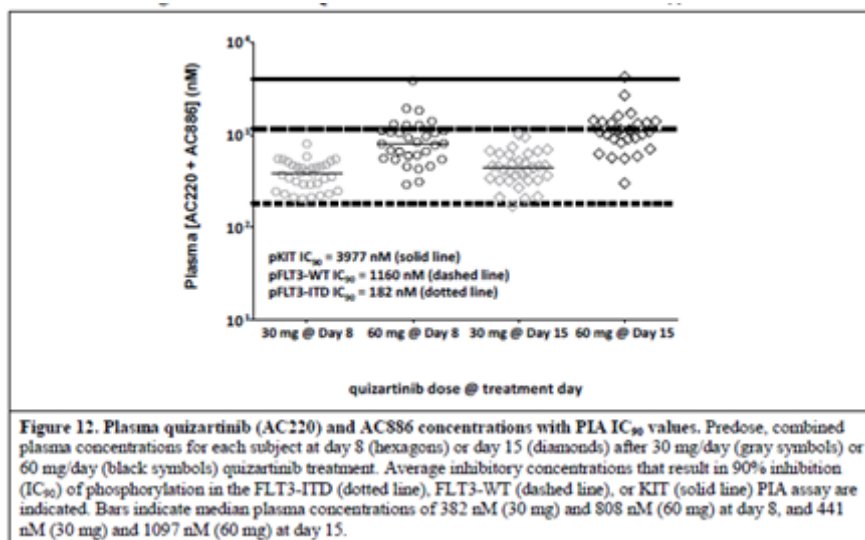 10⁴
10³
10²
10¹
Plasma [AC220 + AC886] (nM)
pKIT IC₉₀ = 3977 nM (solid line)
pFLT3-WT IC₉₀ = 1160 nM (dashed line)
pFLT3-ITD IC₉₀ = 182 nM (dotted line)
30 mg @ Day 8 60 mg @ Day 8 30 mg @ Day 15 60 mg @ Day 15
quizartinib dose @ treatment day
Figure 12. Plasma quizartinib (AC220) and AC886 concentrations with PIA IC₉₀ values. Predose, combined
plasma concentrations for each subject at day 8 (hexagons) or day 15 (diamonds) after 30 mg/day (gray symbols) or
60 mg/day (black symbols) quizartinib treatment. Average inhibitory concentrations that result in 90% inhibition
(IC₉₀) of phosphorylation in the FLT3-ITD (dotted line), FLT3-WT (dashed line), or KIT (solid line) PIA assay are
indicated. Bars indicate median plasma concentrations of 382 nM (30 mg) and 808 nM (60 mg) at day 8, and 441
nM (30 mg) and 1097 nM (60 mg) at day 15.